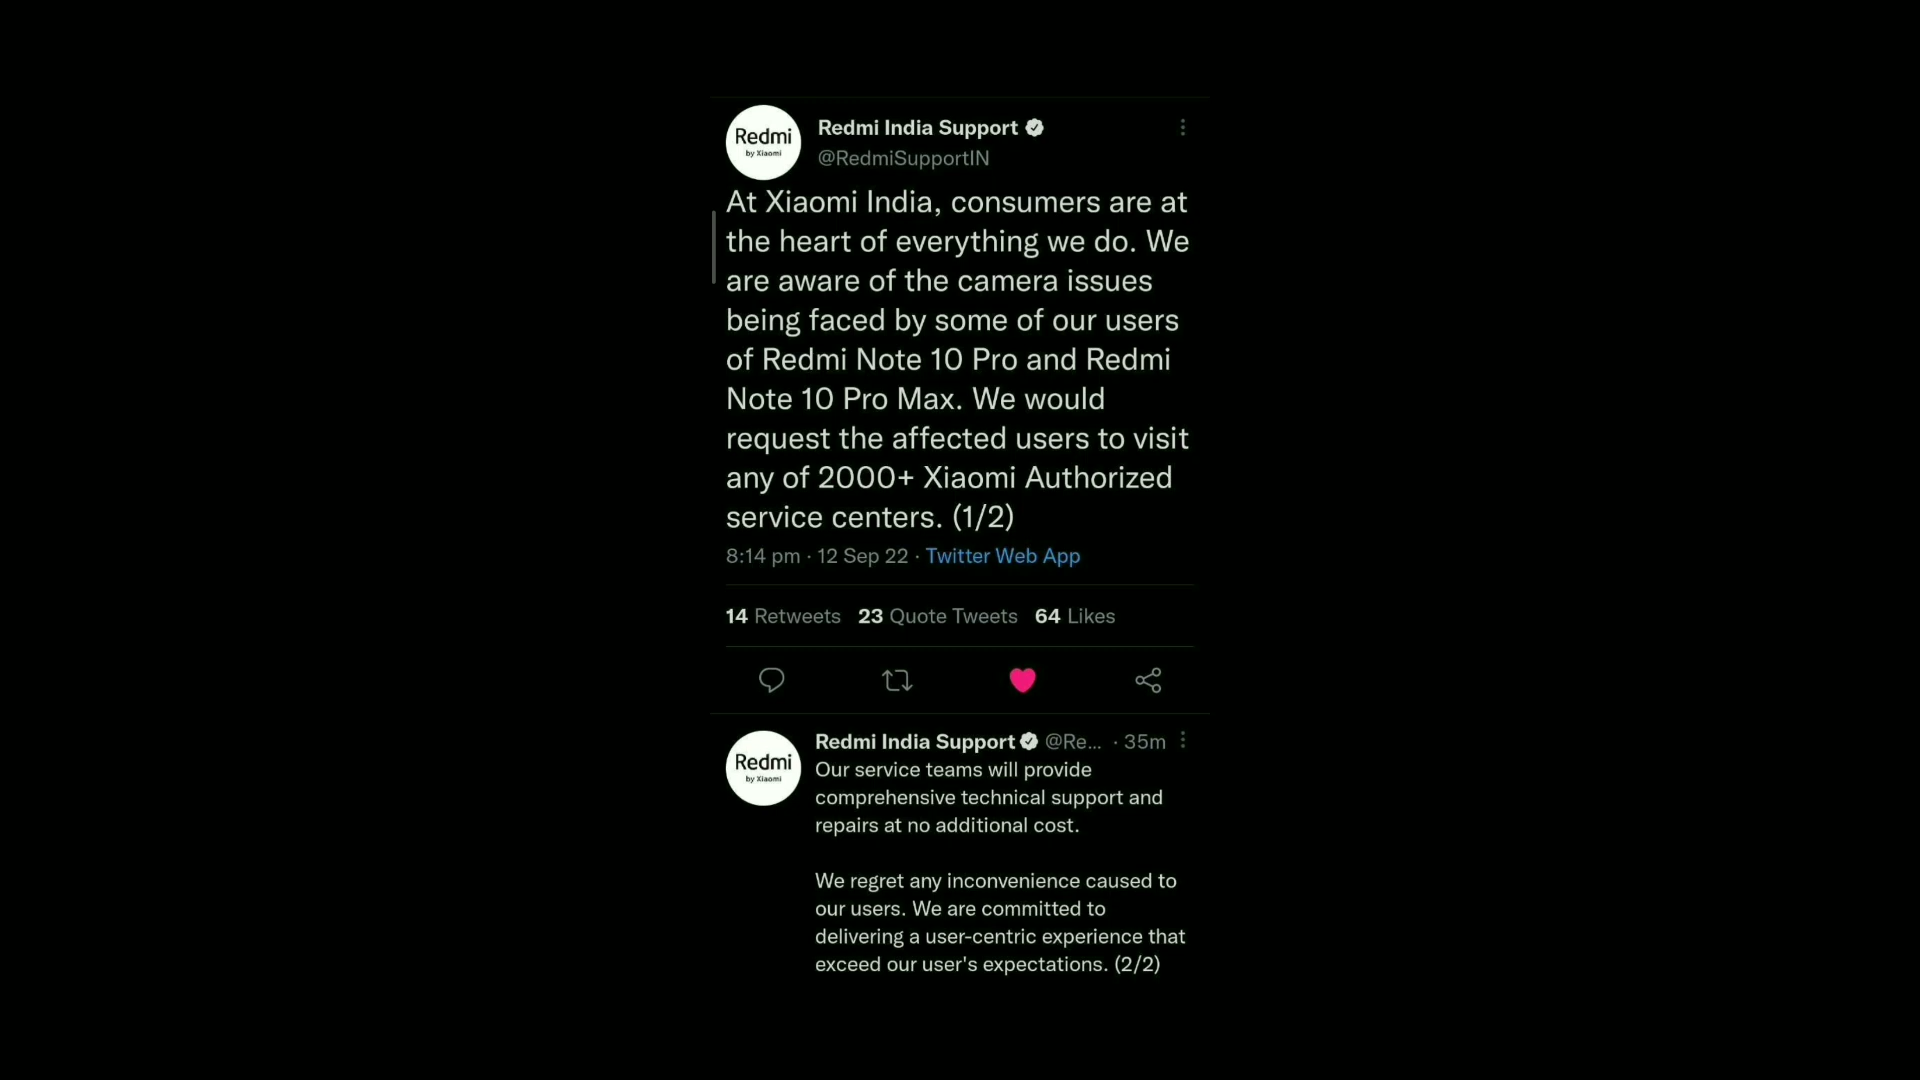 Redmi
by Xiaomi
Redmi India Support
@RedmiSupportIN
At Xiaomi India, consumers are at
the heart of everything we do. We
are aware of the camera issues
being faced by some of our users
of Redmi Note 10 Pro and Redmi
Note 10 Pro Max. We would
request the affected users to visit
any of 2000+ Xiaomi Authorized
service centers. (1/2)
8:14 pm · 12 Sep 22 · Twitter Web App
14 Retweets 23 Quote Tweets 64 Likes
Redmi
by Xiaomi
Redmi India Support @Re... · 35m
Our service teams will provide
comprehensive technical support and
repairs at no additional cost.
We regret any inconvenience caused to
our users. We are committed to
delivering a user-centric experience that
exceed our user's expectations. (2/2)